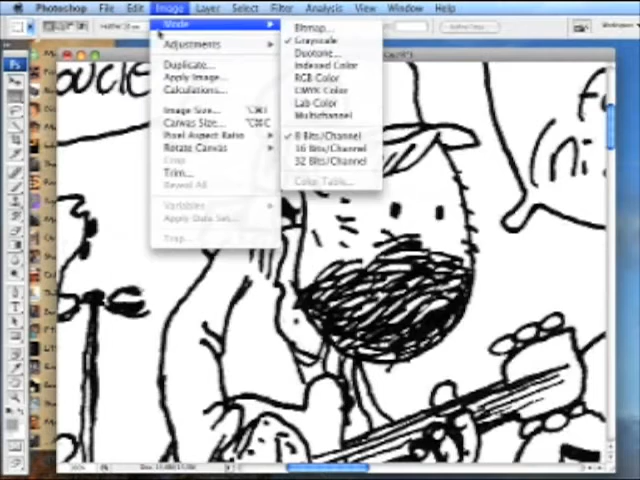 Photoshop File Edit Image Layer Select Filter Analysis View Window Help
Mode
Adjustments
Duplicate...
Apply Image...
Calculations...
Image Size... ⌥⌘I
Canvas Size... ⌥⌘C
Pixel Aspect Ratio
Rotate Canvas
Crop
Trim...
Reveal All
Variables
Apply Data Set...
Trap...
Bitmap...
✓ Grayscale
Duotone...
Indexed Color
RGB Color
CMYK Color
Lab Color
Multichannel
✓ 8 Bits/Channel
16 Bits/Channel
32 Bits/Channel
Color Table...
Ps